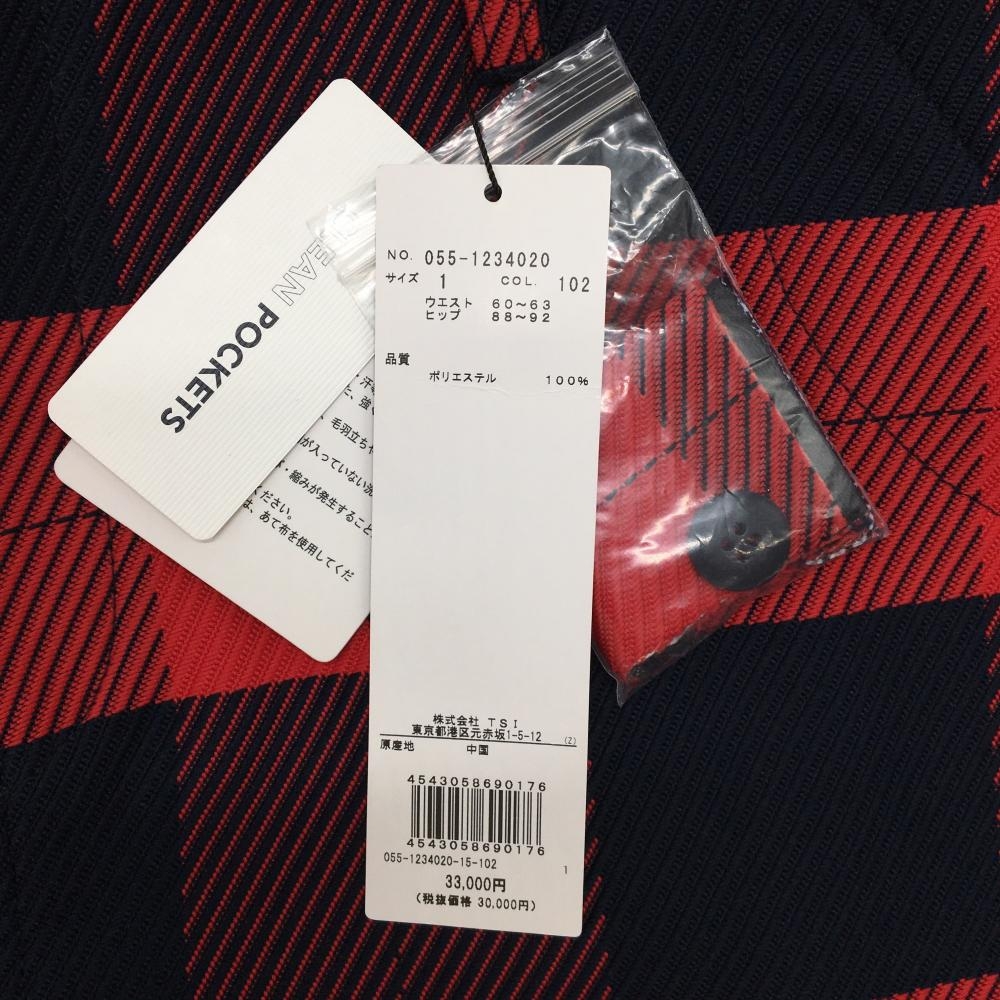 EAN POCKETS
毛羽立ちや
が入っていない洗
・縮みが発生すること
ください。
は、あて布を使用してくだ
NO. 055-1234020
サイズ 1 COL. 102
ウエスト 60〜63
ヒップ 88〜92
品質
ポリエステル 100%
株式会社 TSI
東京都港区元赤坂1-5-12 (Z)
原産地 中国
4543058690176
4543058690176
055-1234020-15-102 1
33,000円
(税抜価格 30,000円)